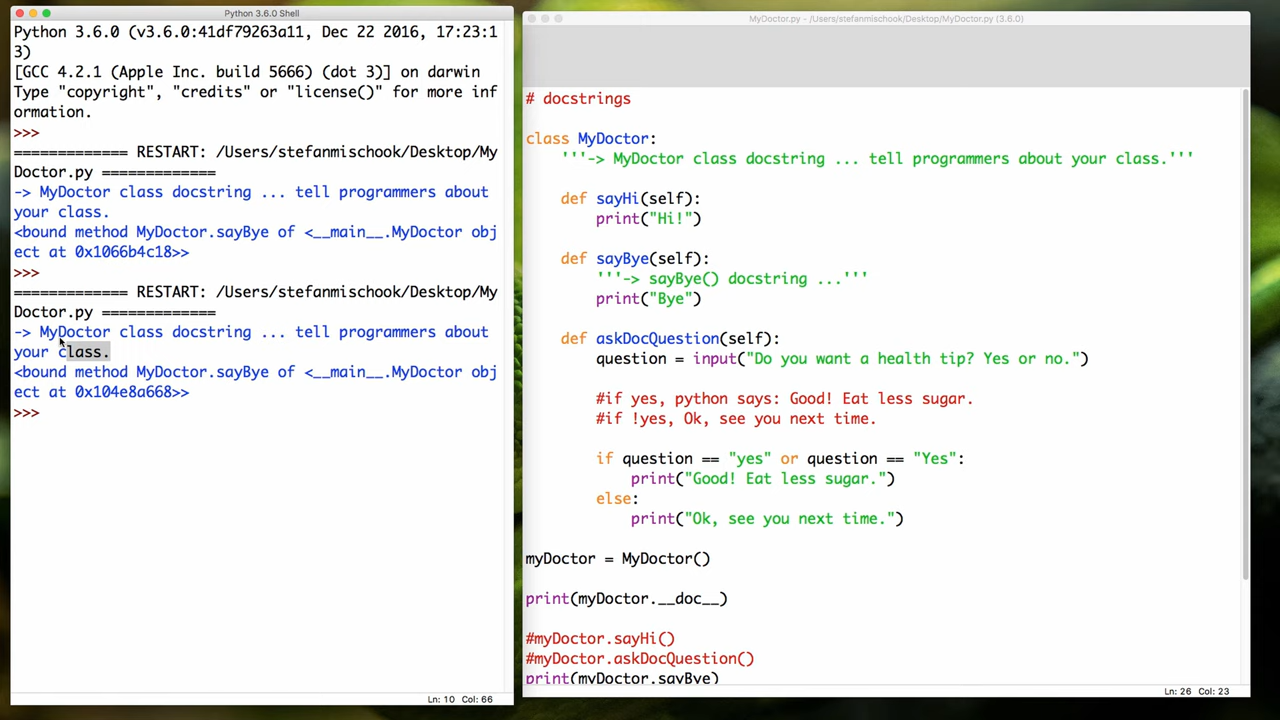 Python 3.6.0 Shell
Python 3.6.0 (v3.6.0:41df79263a11, Dec 22 2016, 17:23:1
3)
[GCC 4.2.1 (Apple Inc. build 5666) (dot 3)] on darwin
Type "copyright", "credits" or "license()" for more inf
ormation.
>>>
============= RESTART: /Users/stefanmischook/Desktop/My
Doctor.py =============
-> MyDoctor class docstring ... tell programmers about
your class.
<bound method MyDoctor.sayBye of <__main__.MyDoctor obj
ect at 0x1066b4c18>>
>>>
============= RESTART: /Users/stefanmischook/Desktop/My
Doctor.py =============
-> MyDoctor class docstring ... tell programmers about
your class.
<bound method MyDoctor.sayBye of <__main__.MyDoctor obj
ect at 0x104e8a668>>
>>>
Ln: 10 Col: 66
MyDoctor.py - /Users/stefanmischook/Desktop/MyDoctor.py (3.6.0)
# docstrings
class MyDoctor:
'''-> MyDoctor class docstring ... tell programmers about your class.'''
def sayHi(self):
print("Hi!")
def sayBye(self):
'''-> sayBye() docstring ...'''
print("Bye")
def askDocQuestion(self):
question = input("Do you want a health tip? Yes or no.")
#if yes, python says: Good! Eat less sugar.
#if !yes, Ok, see you next time.
if question == "yes" or question == "Yes":
print("Good! Eat less sugar.")
else:
print("Ok, see you next time.")
myDoctor = MyDoctor()
print(myDoctor.__doc__)
#myDoctor.sayHi()
#myDoctor.askDocQuestion()
print(myDoctor.sayBye)
Ln: 26 Col: 23